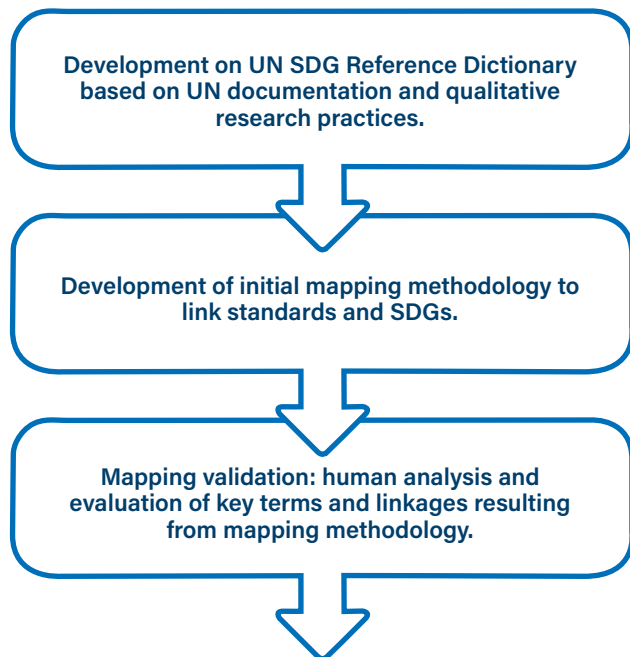 Development on UN SDG Reference Dictionary
based on UN documentation and qualitative
research practices.
Development of initial mapping methodology to
link standards and SDGs.
Mapping validation: human analysis and
evaluation of key terms and linkages resulting
from mapping methodology.